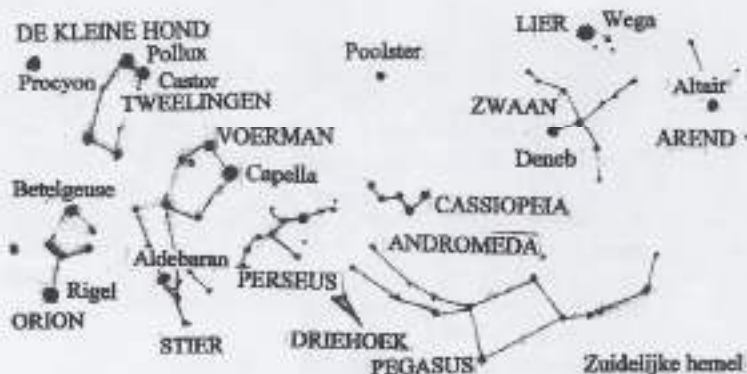 DE KLEINE HOND
Pollux
Procyon
Castor
TWEELINGEN
Poolster
LIER
Wega
ZWAAN
Altair
Deneb
AREND
VOERMAN
Capella
Betelgeuse
CASSIOPEIA
ANDROMEDA
Aldebaran
PERSEUS
Rigel
ORION
STIER
DRIEHOEK
PEGASUS
Zuidelijke hemel